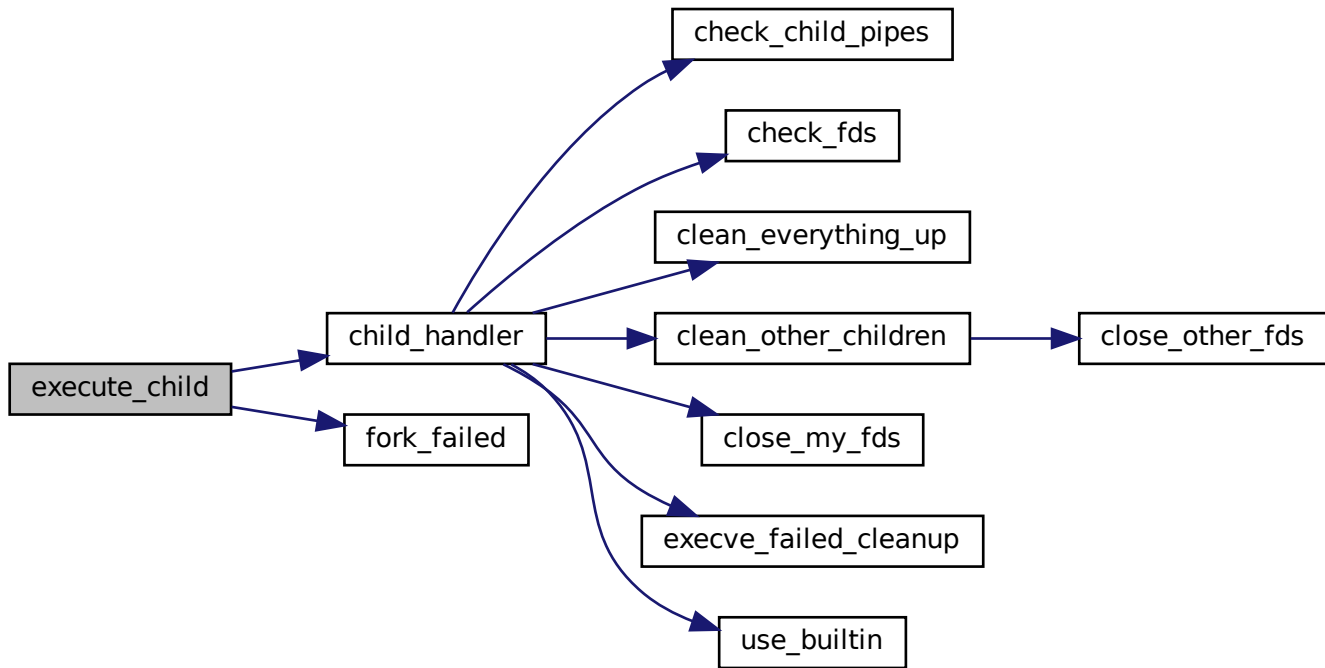 check_child_pipes
check_fds
clean_everything_up
child_handler
clean_other_children
close_other_fds
execute_child
fork_failed
close_my_fds
execve_failed_cleanup
use_builtin